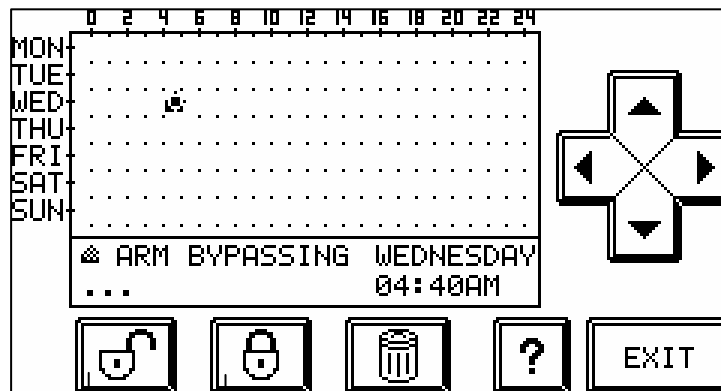 0 2 4 6 8 10 12 14 16 18 20 22 24
MON
TUE
WED
THU
FRI
SAT
SUN
ARM BYPASSING WEDNESDAY
... 04:40AM
? EXIT